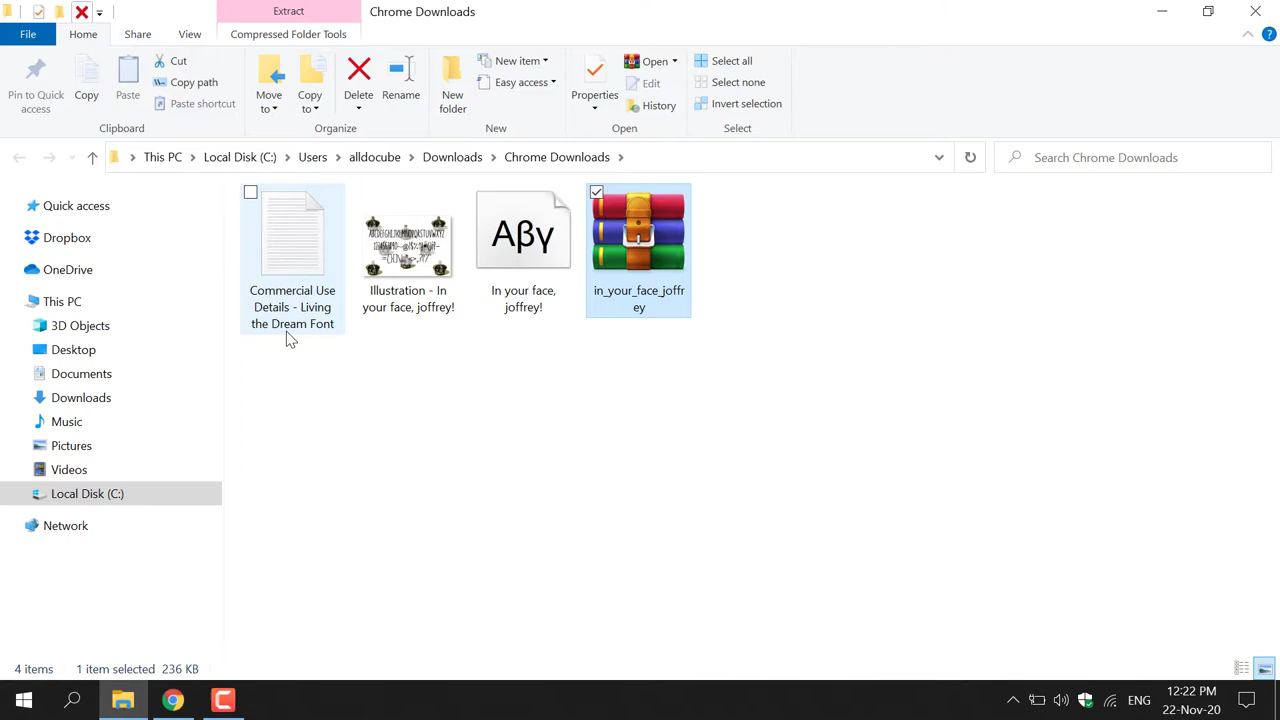 Extract
Chrome Downloads
File
Home
Share
View
Compressed Folder Tools
Pin to Quick
access
Copy
Paste
Cut
Copy path
Paste shortcut
Clipboard
Move
to
Copy
to
Delete
Rename
Organize
New
folder
New item
Easy access
New
Properties
Open
Edit
History
Open
Select all
Select none
Invert selection
Select
This PC
Local Disk (C:)
Users
alldocube
Downloads
Chrome Downloads
Search Chrome Downloads
Quick access
Dropbox
OneDrive
This PC
3D Objects
Desktop
Documents
Downloads
Music
Pictures
Videos
Local Disk (C:)
Network
Commercial Use
Details - Living
the Dream Font
Illustration - In
your face, joffrey!
Aβγ
In your face,
joffrey!
in_your_face_joffr
ey
4 items
1 item selected 236 KB
ENG
12:22 PM
22-Nov-20